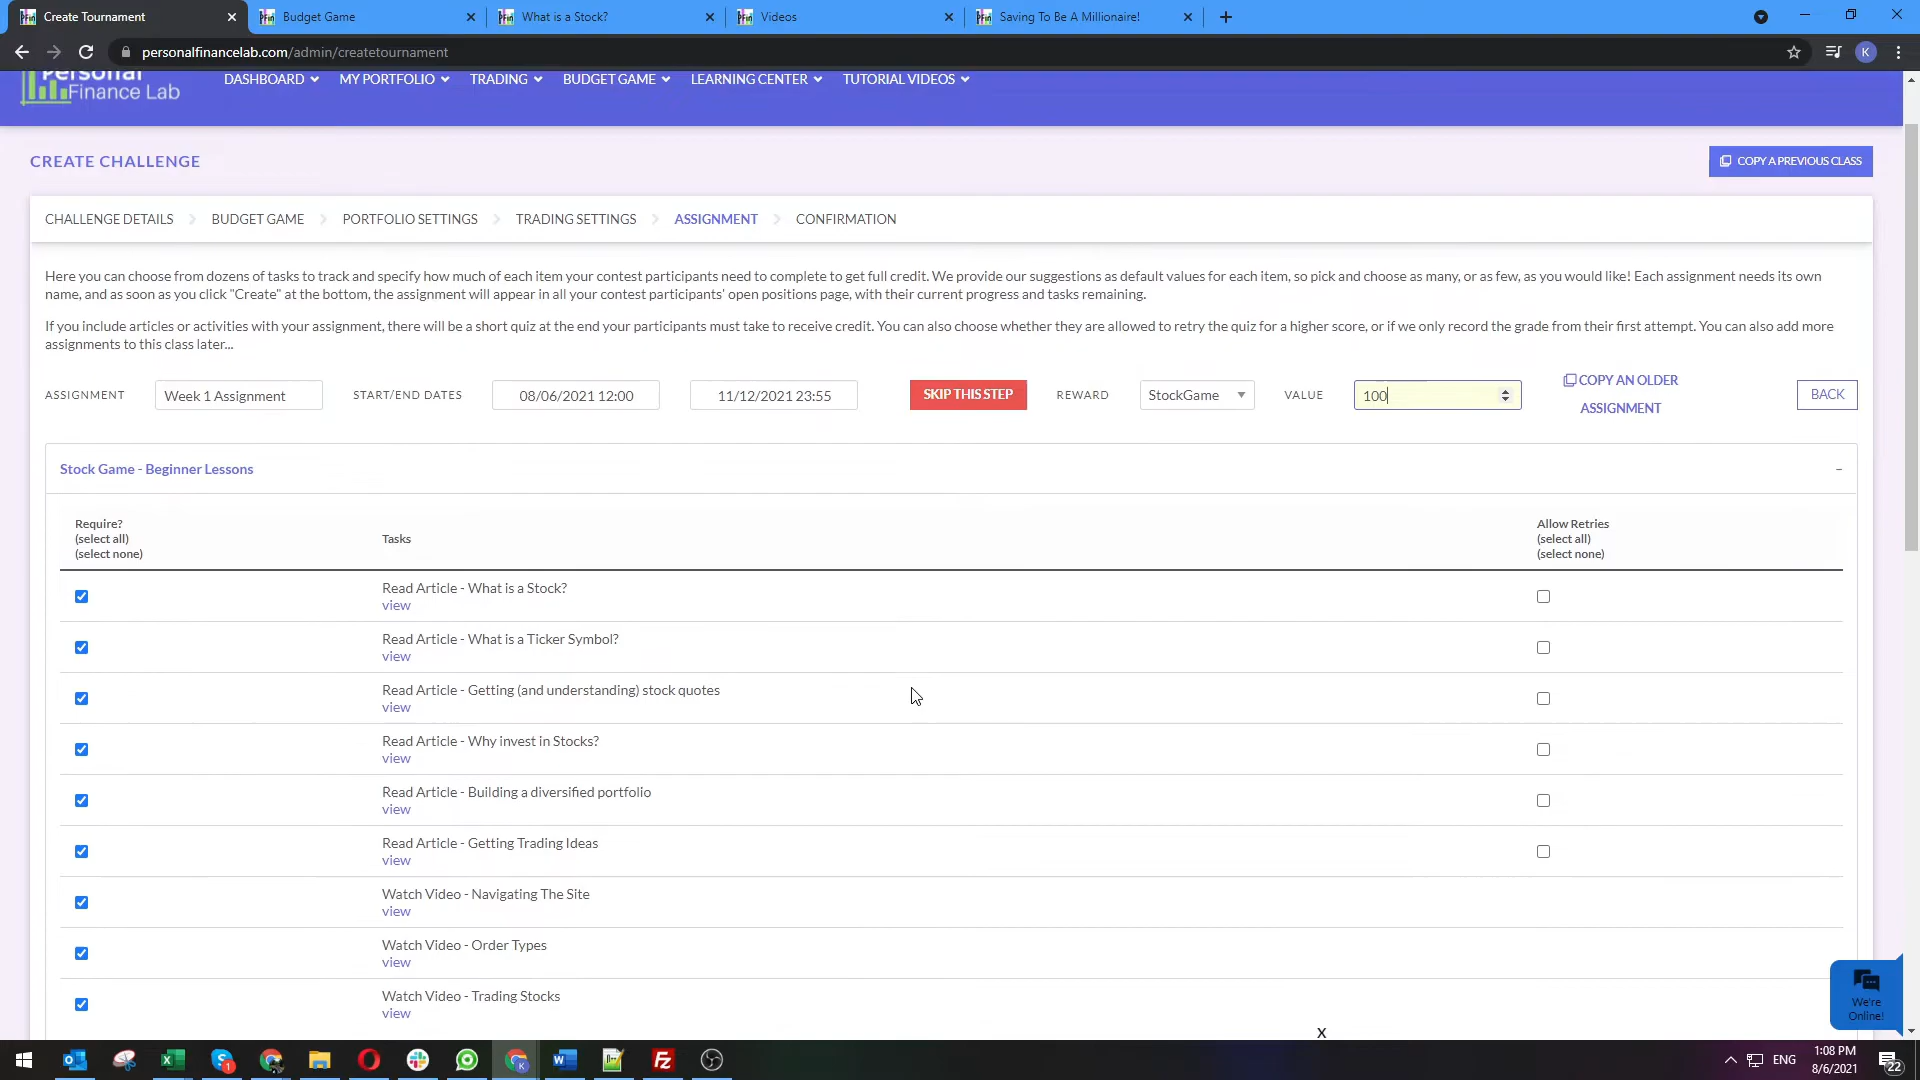 Create Tournament
Budget Game
What is a Stock?
Videos
Saving To Be A Millionaire!
personalfinancelab.com/admin/createtournament
K
Personal
Finance Lab
DASHBOARD
MY PORTFOLIO
TRADING
BUDGET GAME
LEARNING CENTER
TUTORIAL VIDEOS
CREATE CHALLENGE
COPY A PREVIOUS CLASS
CHALLENGE DETAILS
BUDGET GAME
PORTFOLIO SETTINGS
TRADING SETTINGS
ASSIGNMENT
CONFIRMATION
Here you can choose from dozens of tasks to track and specify how much of each item your contest participants need to complete to get full credit. We provide our suggestions as default values for each item, so pick and choose as many, or as few, as you would like! Each assignment needs its own
name, and as soon as you click "Create" at the bottom, the assignment will appear in all your contest participants' open positions page, with their current progress and tasks remaining.
If you include articles or activities with your assignment, there will be a short quiz at the end your participants must take to receive credit. You can also choose whether they are allowed to retry the quiz for a higher score, or if we only record the grade from their first attempt. You can also add more
assignments to this class later...
ASSIGNMENT
Week 1 Assignment
START/END DATES
08/06/2021 12:00
11/12/2021 23:55
SKIP THIS STEP
REWARD
StockGame
VALUE
100
COPY AN OLDER
ASSIGNMENT
BACK
Stock Game - Beginner Lessons
Require?
(select all)
(select none)
Tasks
Allow Retries
(select all)
(select none)
Read Article - What is a Stock?
view
Read Article - What is a Ticker Symbol?
view
Read Article - Getting (and understanding) stock quotes
view
Read Article - Why invest in Stocks?
view
Read Article - Building a diversified portfolio
view
Read Article - Getting Trading Ideas
view
Watch Video - Navigating The Site
view
Watch Video - Order Types
view
Watch Video - Trading Stocks
view
We're
Online!
X
ENG
1:08 PM
8/6/2021
22